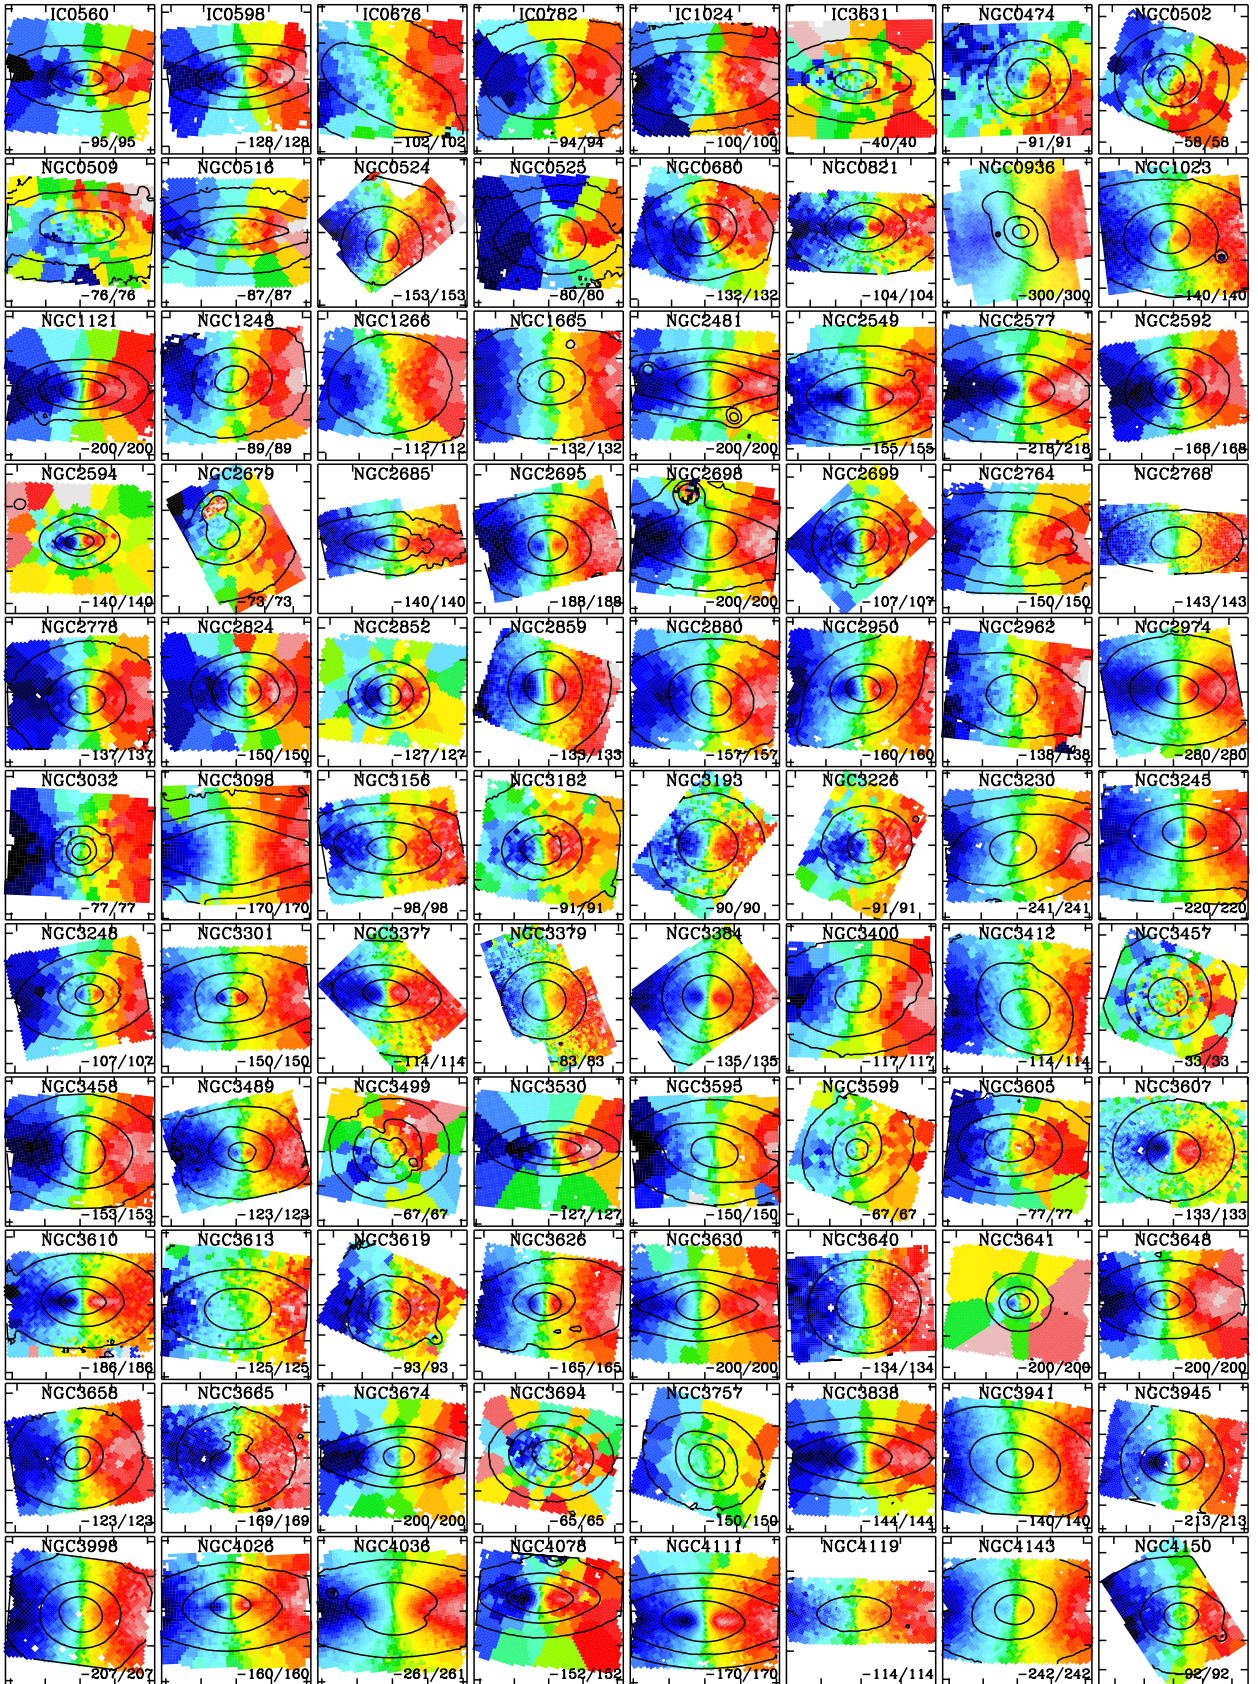 IC0560 IC0598 IC0676 IC0782 IC1024 IC3631 NGC0474 NGC0502
-95/95 -128/128 -102/102 -94/94 -100/100 -40/40 -91/91 -58/58
NGC0509 NGC0516 NGC0524 NGC0525 NGC0680 NGC0821 NGC0936 NGC1023
-76/76 -87/87 -153/153 -80/80 -132/132 -104/104 -300/300 -140/140
NGC1121 NGC1248 NGC1266 NGC1665 NGC2481 NGC2549 NGC2577 NGC2592
-200/200 -89/89 -112/112 -132/132 -200/200 -155/155 -218/218 -168/168
NGC2594 NGC2679 NGC2685 NGC2695 NGC2698 NGC2699 NGC2764 NGC2768
-140/140 -73/73 -140/140 -188/188 -200/200 -107/107 -150/150 -143/143
NGC2778 NGC2824 NGC2852 NGC2859 NGC2880 NGC2950 NGC2962 NGC2974
-137/137 -150/150 -127/127 -133/133 -157/157 -160/160 -138/138 -280/280
NGC3032 NGC3098 NGC3156 NGC3182 NGC3193 NGC3226 NGC3230 NGC3245
-77/77 -170/170 -98/98 -91/91 -90/90 -91/91 -241/241 -220/220
NGC3248 NGC3301 NGC3377 NGC3379 NGC3384 NGC3400 NGC3412 NGC3457
-107/107 -150/150 -114/114 -83/83 -135/135 -117/117 -114/114 -33/33
NGC3458 NGC3489 NGC3499 NGC3530 NGC3595 NGC3599 NGC3605 NGC3607
-153/153 -123/123 -67/67 -127/127 -150/150 -67/67 -77/77 -133/133
NGC3610 NGC3613 NGC3619 NGC3626 NGC3630 NGC3640 NGC3641 NGC3648
-186/186 -125/125 -93/93 -165/165 -200/200 -134/134 -200/200 -200/200
NGC3658 NGC3665 NGC3674 NGC3694 NGC3757 NGC3838 NGC3941 NGC3945
-123/123 -169/169 -200/200 -65/65 -150/150 -144/144 -140/140 -213/213
NGC3998 NGC4026 NGC4036 NGC4078 NGC4111 NGC4119 NGC4143 NGC4150
-207/207 -160/160 -261/261 -152/152 -170/170 -114/114 -242/242 -92/92